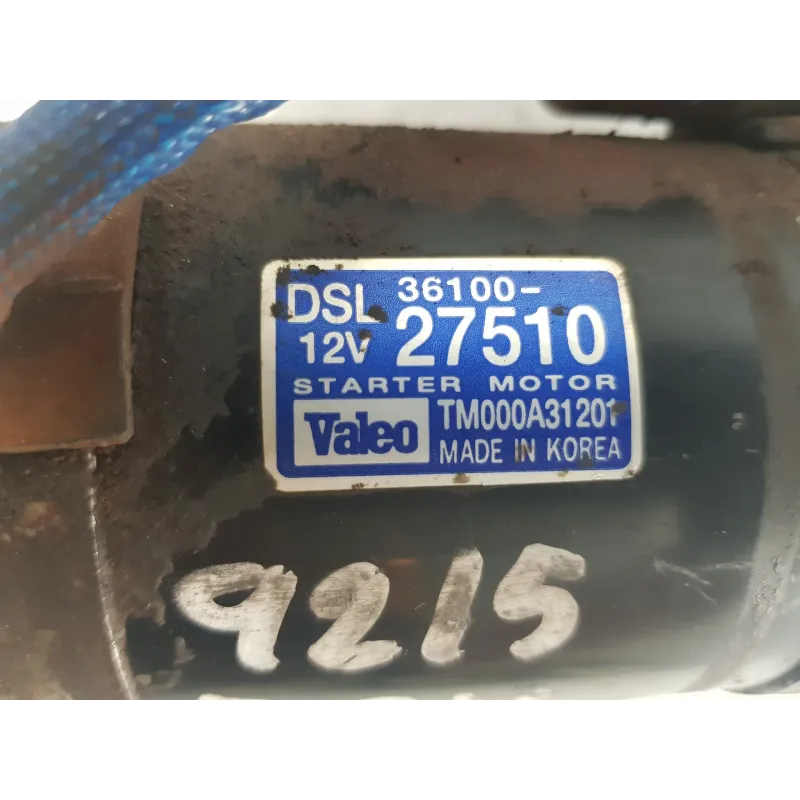 DSL 36100-
12V 27510
STARTER MOTOR
Valeo TM000A31201
MADE IN KOREA
9215